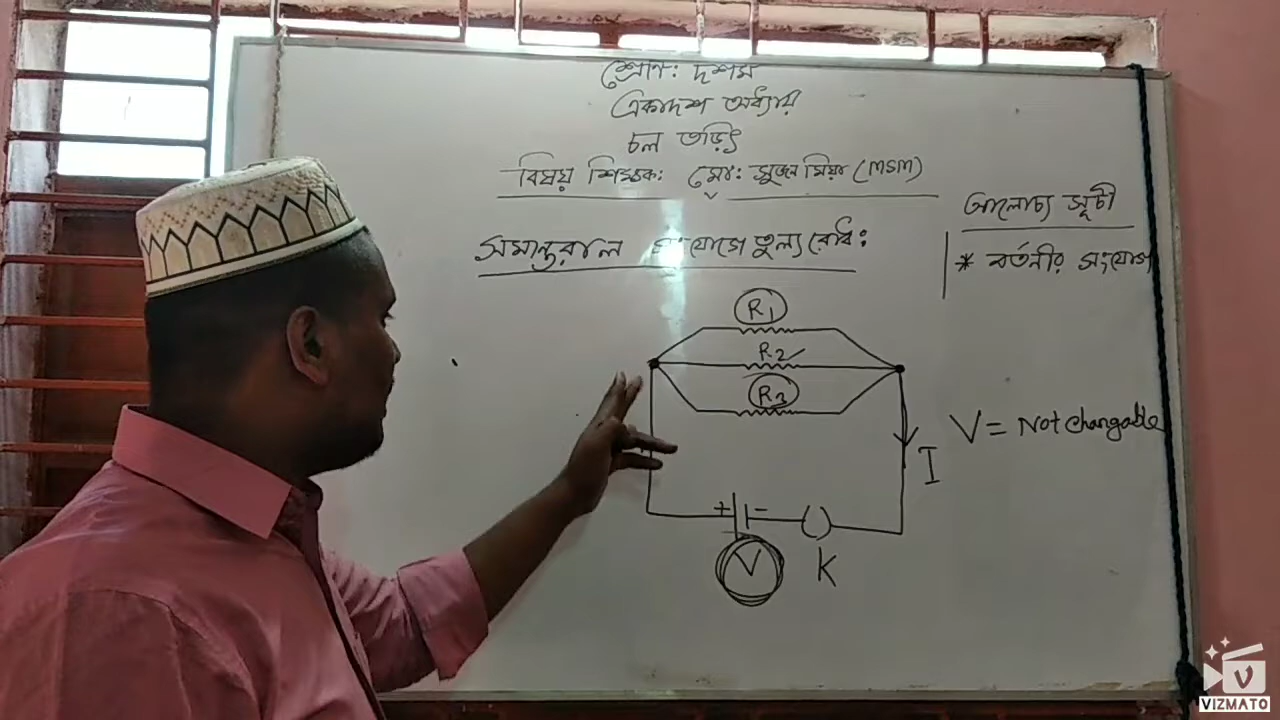 শ্রেণি: দশম
একাদশ অধ্যায়
চল তড়িৎ
বিষয় শিক্ষক: মো: সুজন মিয়া
আলোচ্য সূচী
* বর্তনীর সংযোগ
সমান্তরাল সংযোগে তুল্য রোধ:
R1
R2
R3
V = Not changable
I
+ -
V
K
VIZMATO